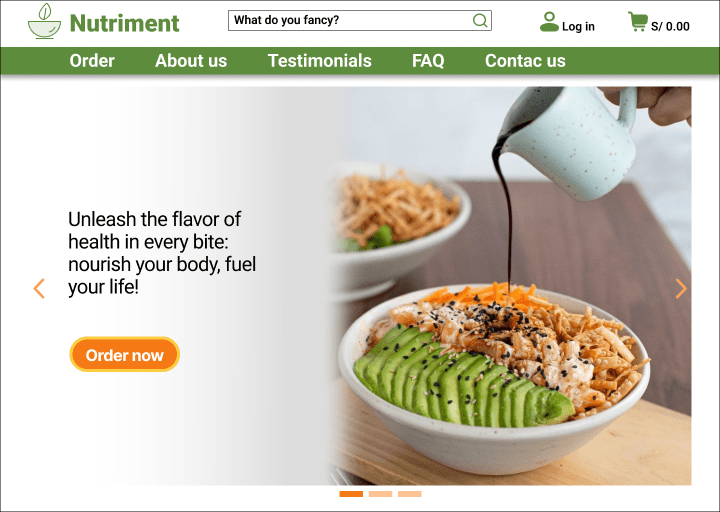 Nutriment
What do you fancy?
Log in
S/ 0.00
Order
About us
Testimonials
FAQ
Contac us
Unleash the flavor of
health in every bite:
nourish your body, fuel
your life!
Order now